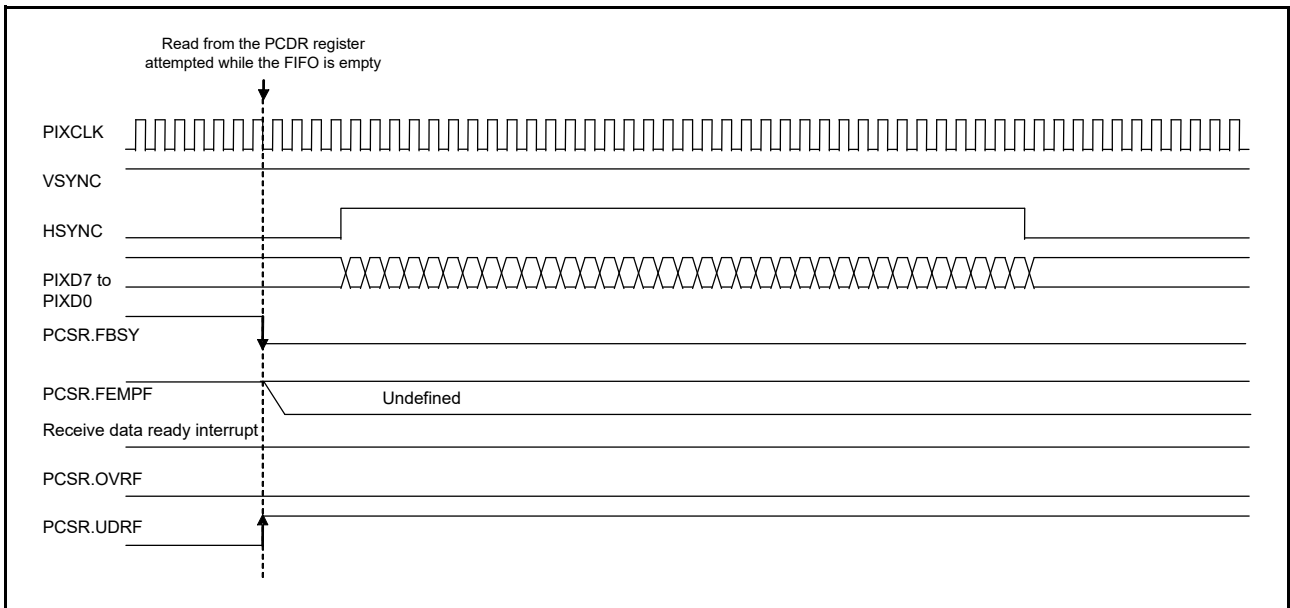 Read from the PCDR register
attempted while the FIFO is empty
PIXCLK
VSYNC
HSYNC
PIXD7 to
PIXD0
PCSR.FBSY
PCSR.FEMPF
Undefined
Receive data ready interrupt
PCSR.OVRF
PCSR.UDRF